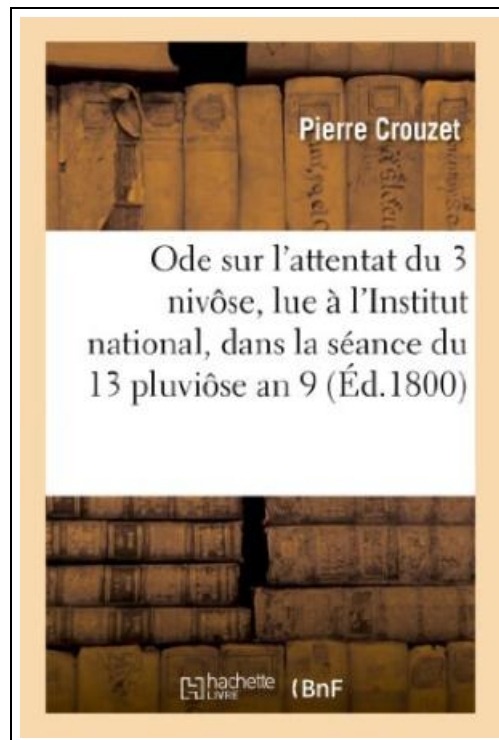 Pierre Crouzet
Ode sur l'attentat du 3
nivôse, lue à l'Institut
national, dans la séance du
13 pluviôse an 9 (Éd.1800)
hachette
LIVRE
(BnF